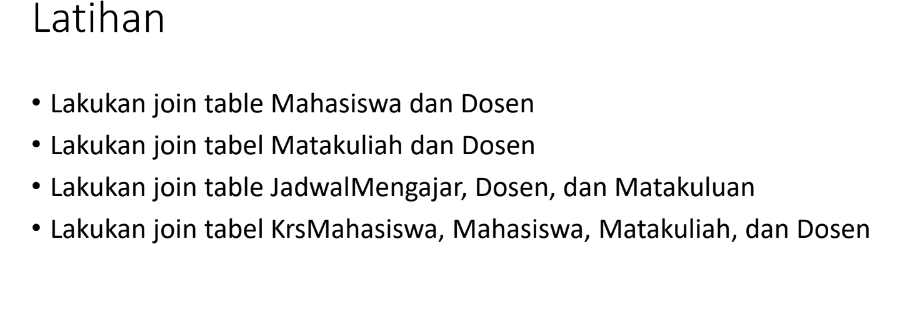 Latihan
• Lakukan join table Mahasiswa dan Dosen
• Lakukan join tabel Matakuliah dan Dosen
• Lakukan join table JadwalMengajar, Dosen, dan Matakuluan
• Lakukan join tabel KrsMahasiswa, Mahasiswa, Matakuliah, dan Dosen